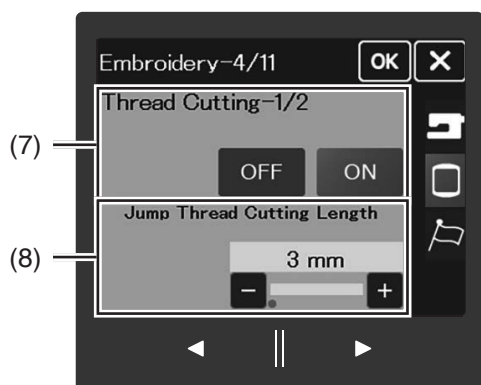 Embroidery-4/11 OK
Thread Cutting-1/2
(7)
OFF ON
Jump Thread Cutting Length
(8)
3 mm
- +